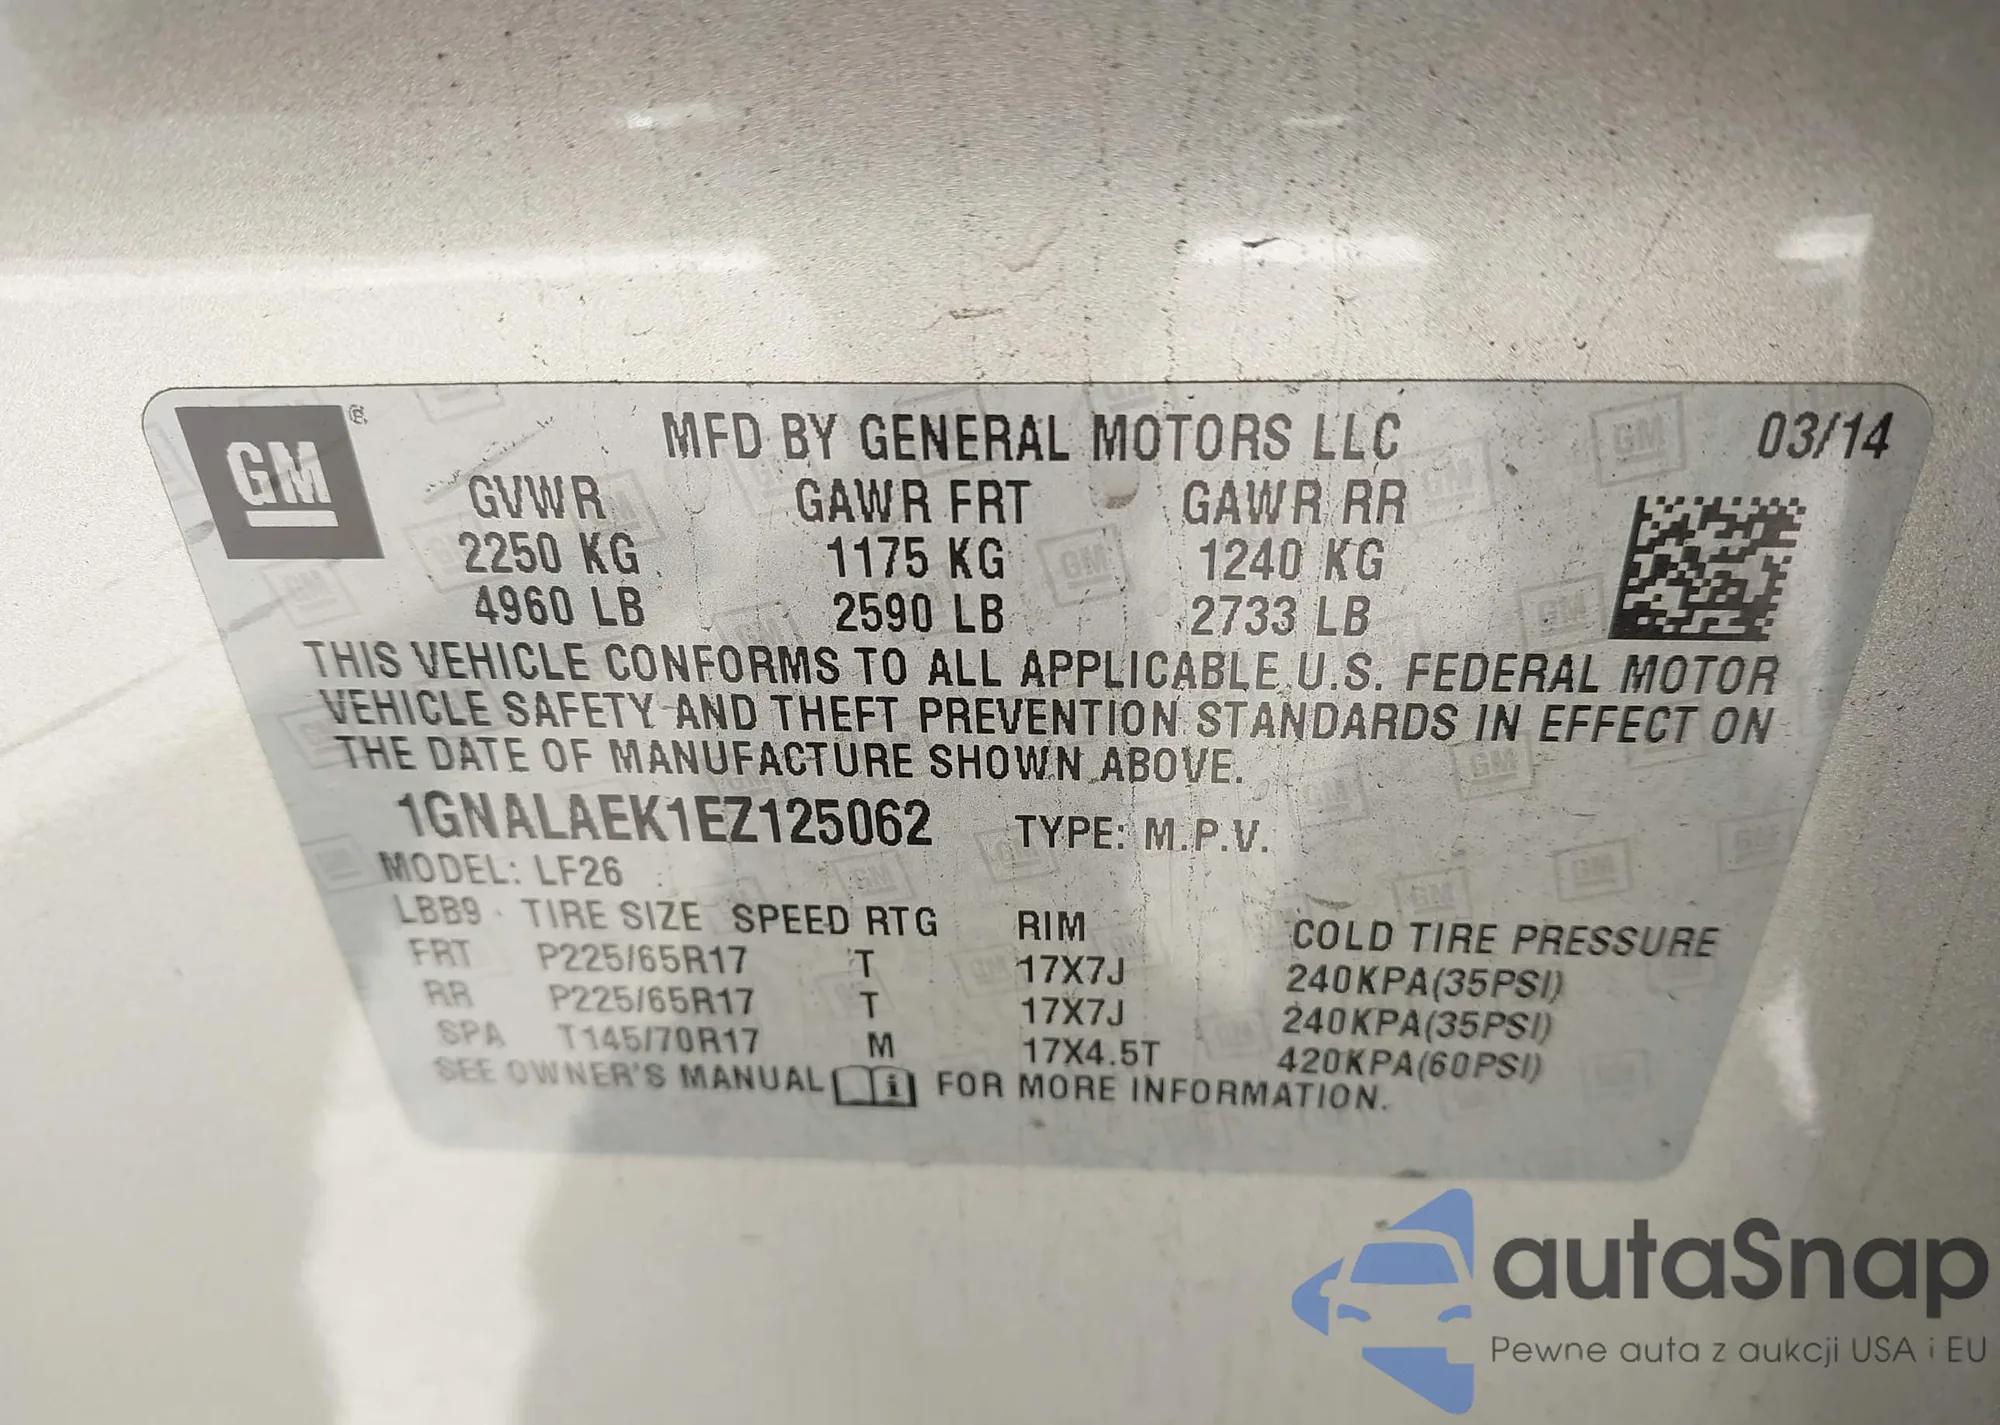 GM ®
MFD BY GENERAL MOTORS LLC 03/14
GVWR GAWR FRT GAWR RR
2250 KG 1175 KG 1240 KG
4960 LB 2590 LB 2733 LB
THIS VEHICLE CONFORMS TO ALL APPLICABLE U.S. FEDERAL MOTOR
VEHICLE SAFETY AND THEFT PREVENTION STANDARDS IN EFFECT ON
THE DATE OF MANUFACTURE SHOWN ABOVE.
1GNALAEK1EZ125062 TYPE: M.P.V.
MODEL: LF26
LBB9 TIRE SIZE SPEED RTG RIM COLD TIRE PRESSURE
FRT P225/65R17 T 17X7J 240KPA(35PSI)
RR P225/65R17 T 17X7J 240KPA(35PSI)
SPA T145/70R17 M 17X4.5T 420KPA(60PSI)
SEE OWNER'S MANUAL i FOR MORE INFORMATION.
autaSnap
Pewne auta z aukcji USA i EU